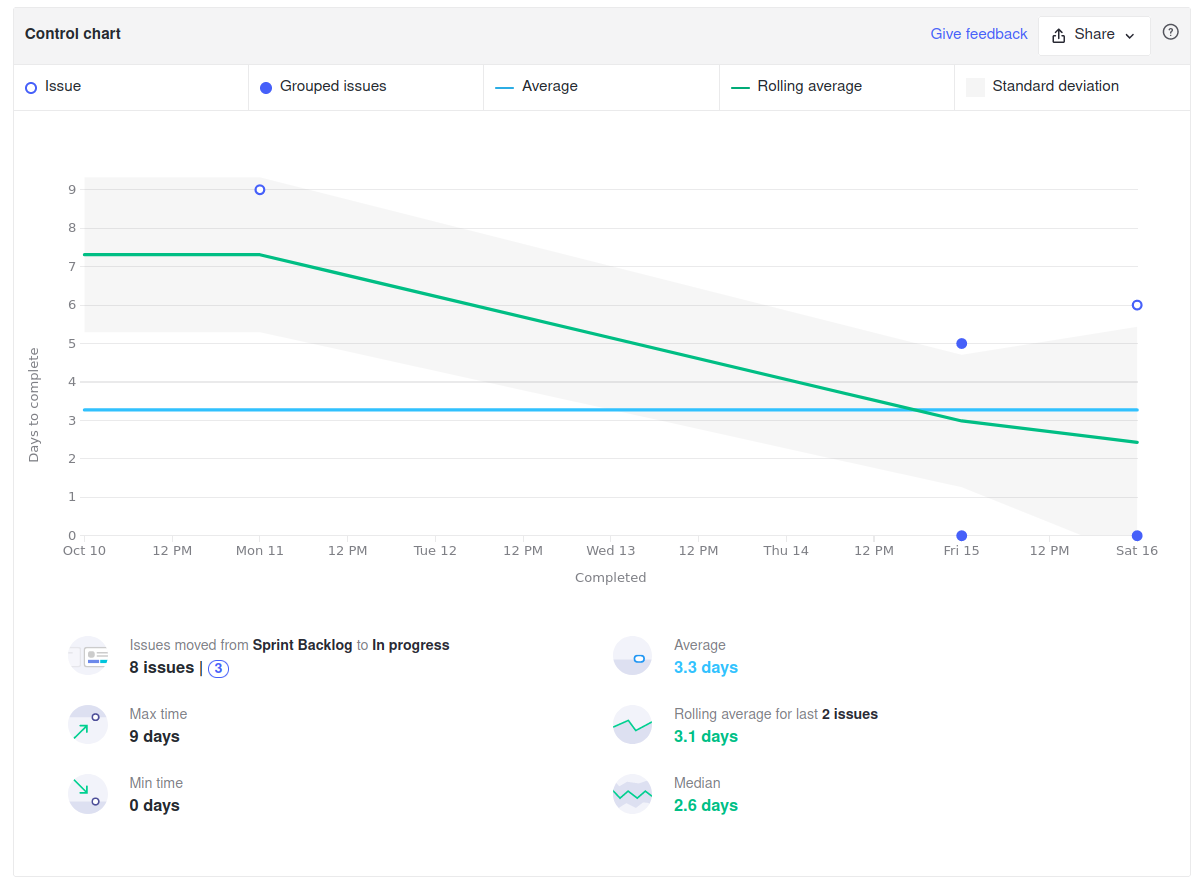 Control chart
Give feedback
Share
?
Issue
Grouped issues
Average
Rolling average
Standard deviation
9
8
7
6
5
4
3
2
1
0
Days to complete
Oct 10 12 PM Mon 11 12 PM Tue 12 12 PM Wed 13 12 PM Thu 14 12 PM Fri 15 12 PM Sat 16
Completed
Issues moved from Sprint Backlog to In progress
8 issues | 3
Average
3.3 days
Max time
9 days
Rolling average for last 2 issues
3.1 days
Min time
0 days
Median
2.6 days